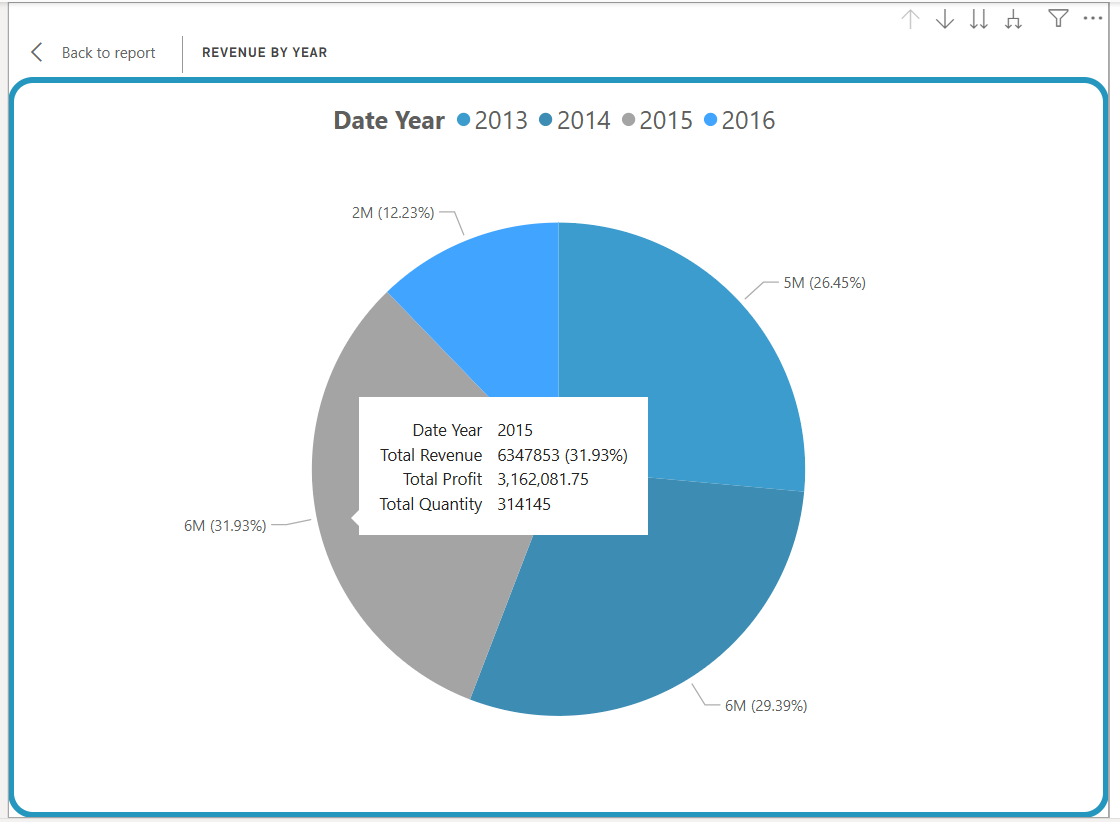 Back to report
REVENUE BY YEAR
Date Year 2013 2014 2015 2016
2M (12.23%)
5M (26.45%)
Date Year 2015
Total Revenue 6347853 (31.93%)
Total Profit 3,162,081.75
Total Quantity 314145
6M (31.93%)
6M (29.39%)